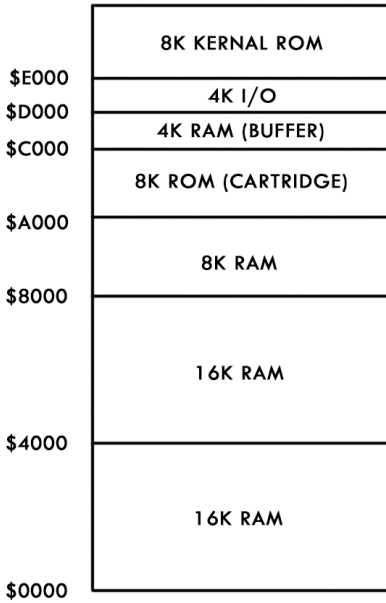 8K KERNAL ROM
$E000
4K I/O
$D000
4K RAM (BUFFER)
$C000
8K ROM (CARTRIDGE)
$A000
8K RAM
$8000
16K RAM
$4000
16K RAM
$0000